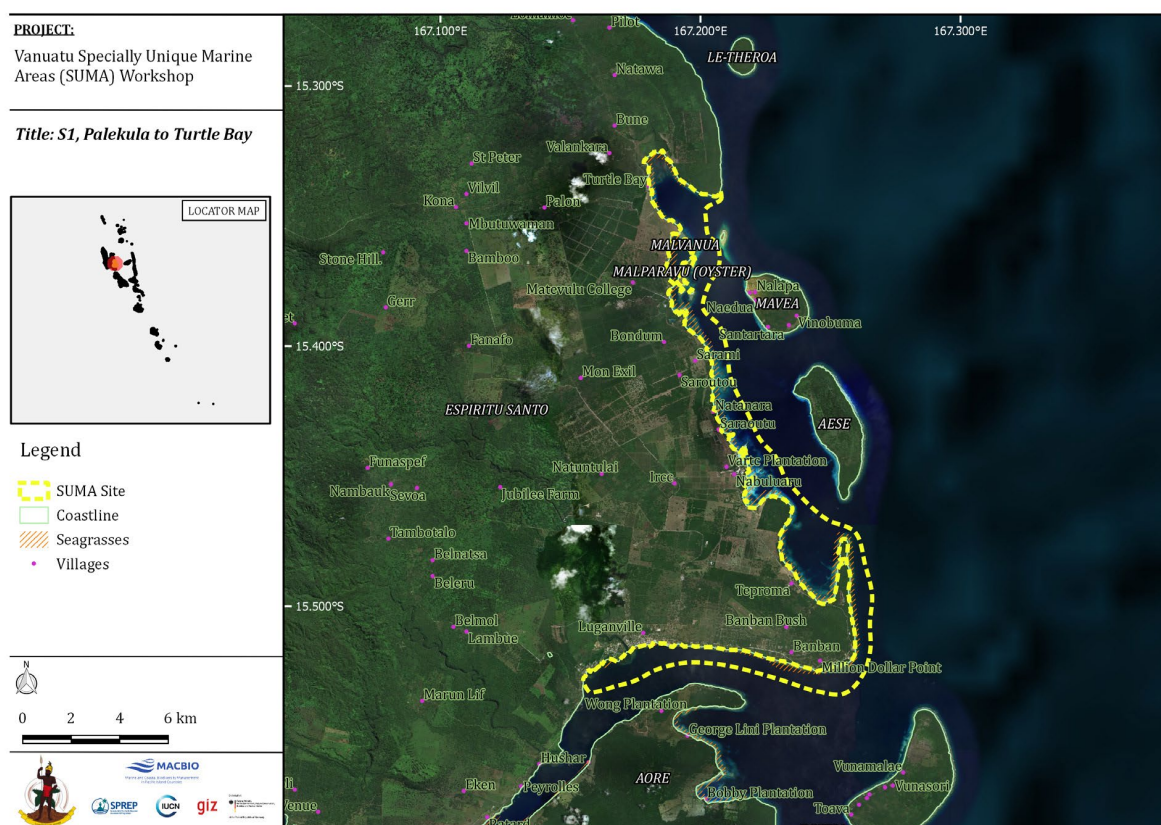 PROJECT:
Vanuatu Specially Unique Marine
Areas (SUMA) Workshop
Title: S1, Palekula to Turtle Bay
LOCATOR MAP
Legend
SUMA Site
Coastline
Seagrasses
Villages
N
0 2 4 6 km
MACBIO
SPREP
IUCN
giz
167.100°E
167.200°E
167.300°E
15.300°S
15.400°S
15.500°S
Pilot
LE-THEROA
Natawa
Bune
Valankara
St Peter
Turtle Bay
Vilvil
Kona
Palon
Mbutuwaman
MALVANUA
Stone Hill.
Bamboo
MALPARAVU (OYSTER)
Matevulu College
Nalapa
MAVEA
Gerr
Naedua
Vinobuma
Santartara
Bondum
Fanafo
Sarami
Mon Exil
Saroutou
ESPIRITU SANTO
Natanara
Saraoutu
AESE
Funaspef
Natuntulai
Vartc Plantation
Irce
Nabuluaru
Nambauk
Sevoa
Jubilee Farm
Tambotalo
Belnatsa
Beleru
Teproma
Belmol
Lambue
Luganville
Banban Bush
Banban
Million Dollar Point
Marun Lif
Wong Plantation
George Lini Plantation
Hushar
Vunamalae
Eken
Peyrolles
AORE
Bobby Plantation
Vunasori
Toava